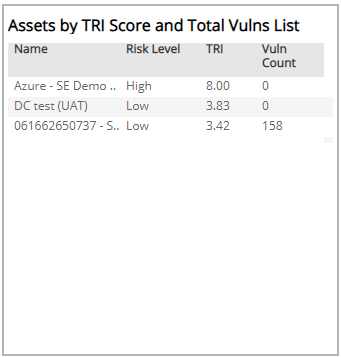 Assets by TRI Score and Total Vulns List
Name Risk Level TRI Vuln Count
Azure - SE Demo .. High 8.00 0
DC test (UAT) Low 3.83 0
061662650737 - S.. Low 3.42 158